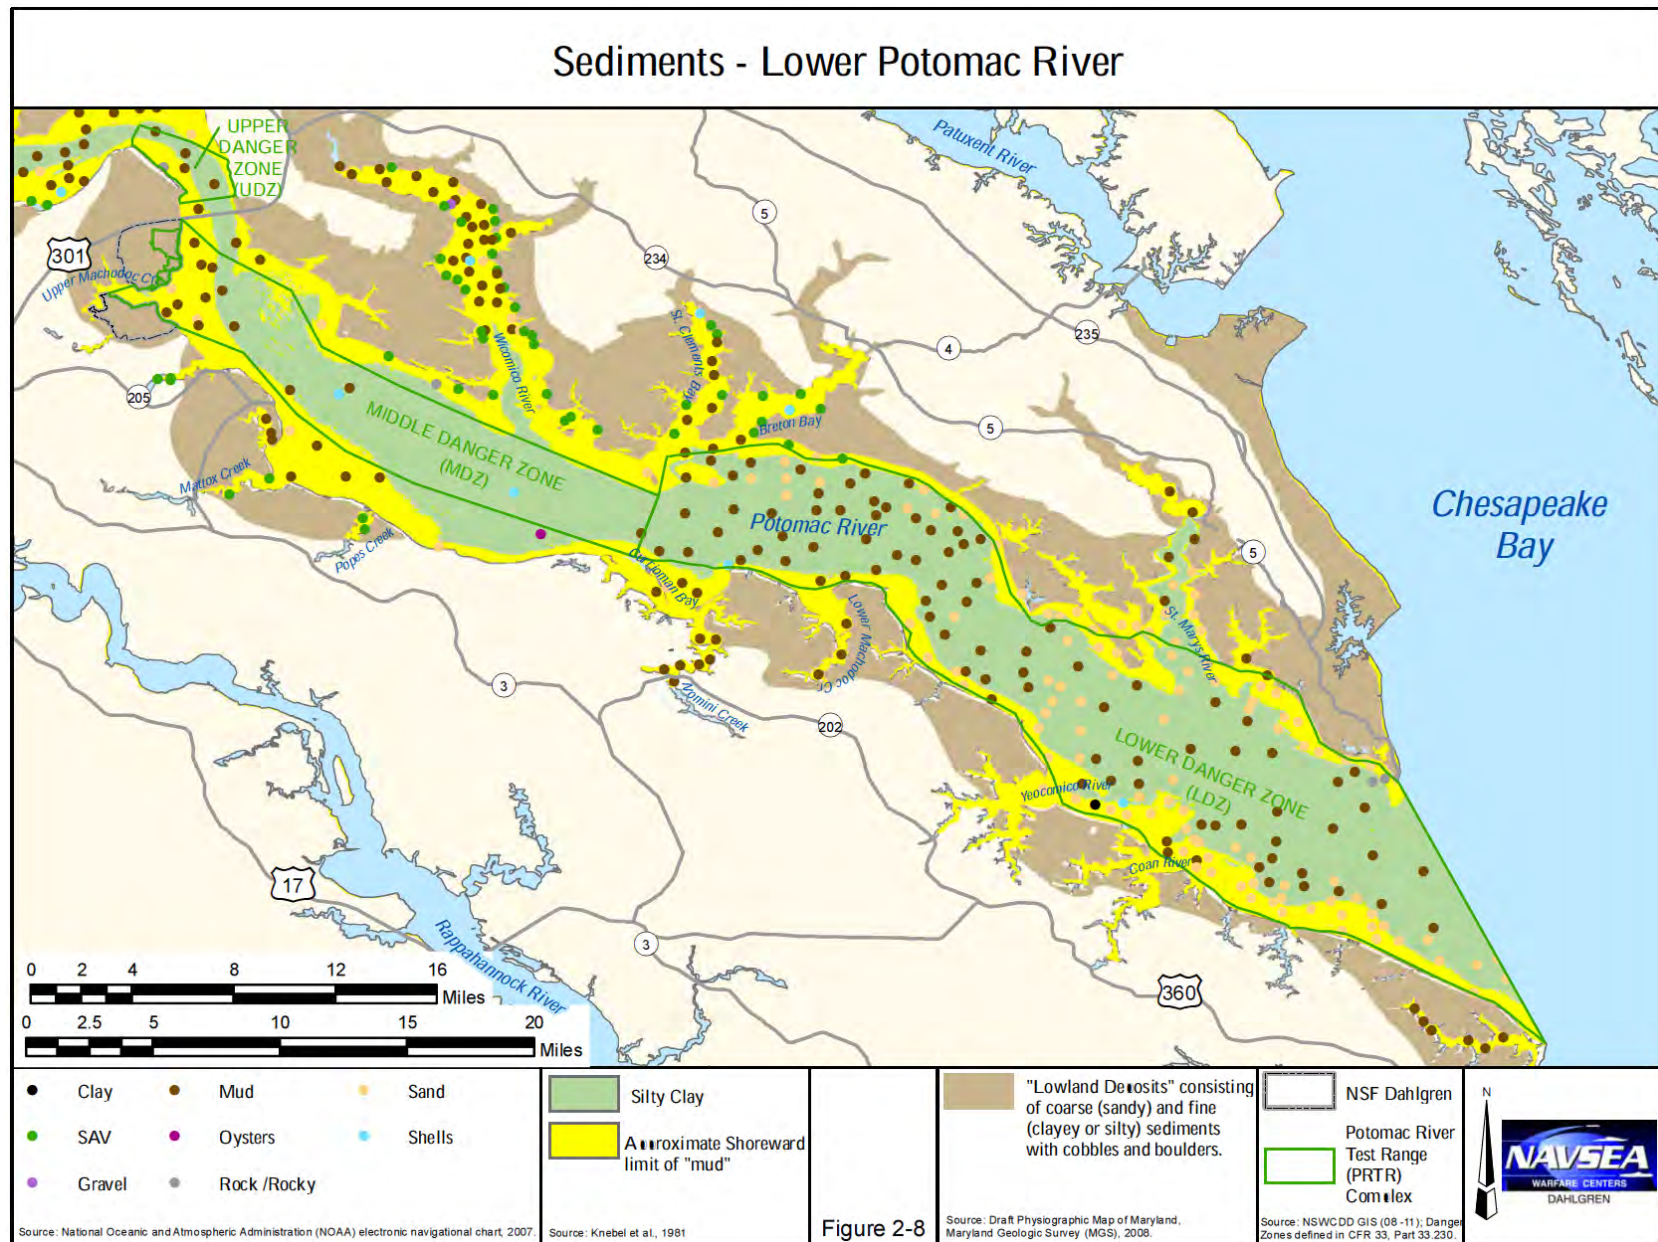 Sediments - Lower Potomac River
UPPER
DANGER
ZONE
(UDZ)
Patuxent River
5
301
234
Upper Machodoc Cr
235
4
St. Clements Bay
Wicomico River
205
5
Breton Bay
MIDDLE DANGER ZONE
(MDZ)
Mattox Creek
Potomac River
Chesapeake
Bay
Popes Creek
5
Currioman Bay
Lower Machodoc Cr
St. Marys River
3
Nomini Creek
202
LOWER DANGER ZONE
(LDZ)
Yeocomico River
Coan River
17
3
Rappahannock River
360
0 2 4 8 12 16
Miles
0 2.5 5 10 15 20
Miles
Clay
Mud
Sand
SAV
Oysters
Shells
Gravel
Rock /Rocky
Source: National Oceanic and Atmospheric Administration (NOAA) electronic navigational chart, 2007.
Silty Clay
Approximate Shoreward
limit of "mud"
Source: Knebel et al., 1981
Figure 2-8
"Lowland Deposits" consisting
of coarse (sandy) and fine
(clayey or silty) sediments
with cobbles and boulders.
Source: Draft Physiographic Map of Maryland,
Maryland Geologic Survey (MGS), 2008.
NSF Dahlgren
Potomac River
Test Range
(PRTR)
Complex
Source: NSWCDD GIS (08 -11); Danger
Zones defined in CFR 33, Part 33.230.
N
NAVSEA
WARFARE CENTERS
DAHLGREN